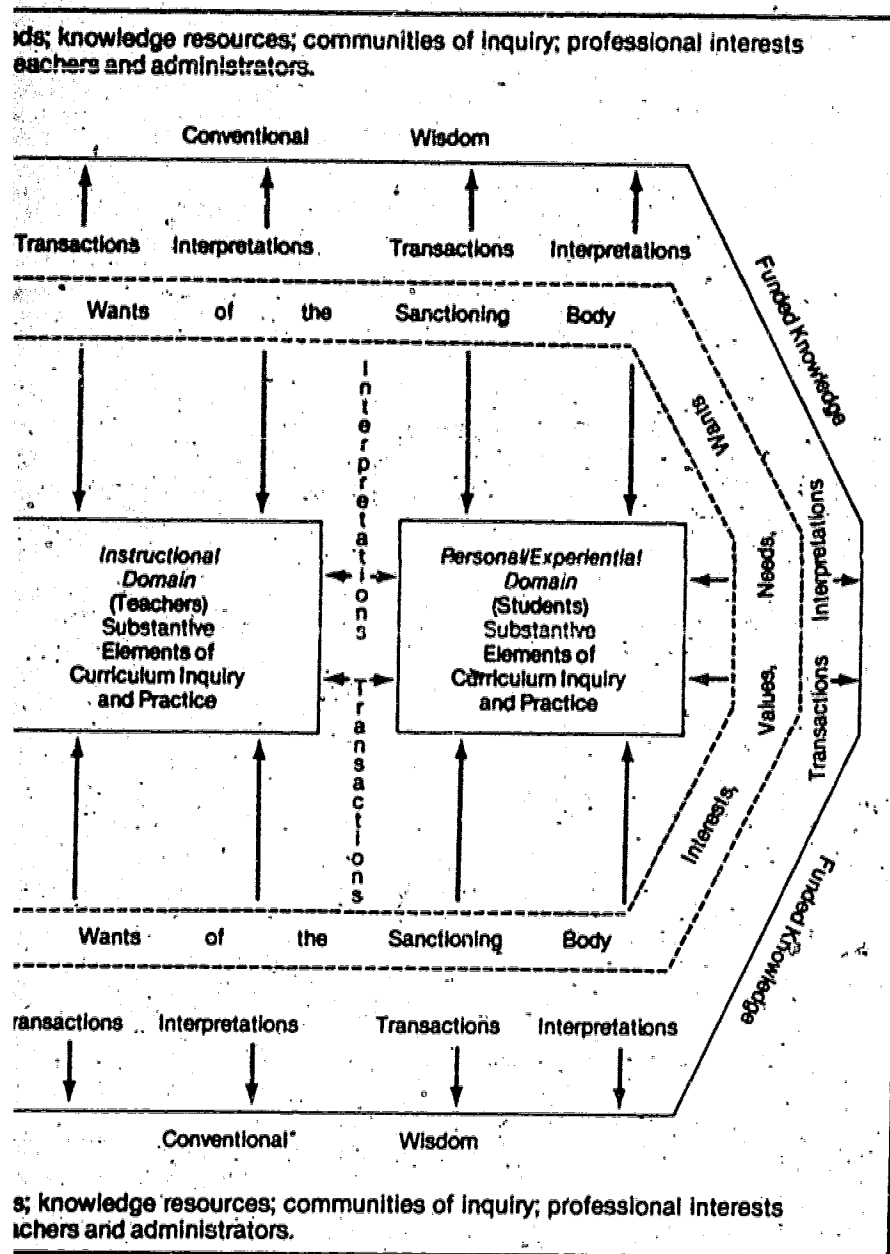 ds; knowledge resources; communities of inquiry; professional interests
eachers and administrators.
Conventional Wisdom
Transactions Interpretations Transactions Interpretations
Wants of the Sanctioning Body
Funded Knowledge
Wants
Interpretations
Needs,
Interpretations
Instructional
Domain
(Teachers)
Substantive
Elements of
Curriculum Inquiry
and Practice
Personal/Experiential
Domain
(Students)
Substantive
Elements of
Curriculum Inquiry
and Practice
Transactions
Values,
Transactions
Interests,
Funded Knowledge
Wants of the Sanctioning Body
ransactions Interpretations Transactions Interpretations
Conventional Wisdom
s; knowledge resources; communities of inquiry; professional interests
achers and administrators.